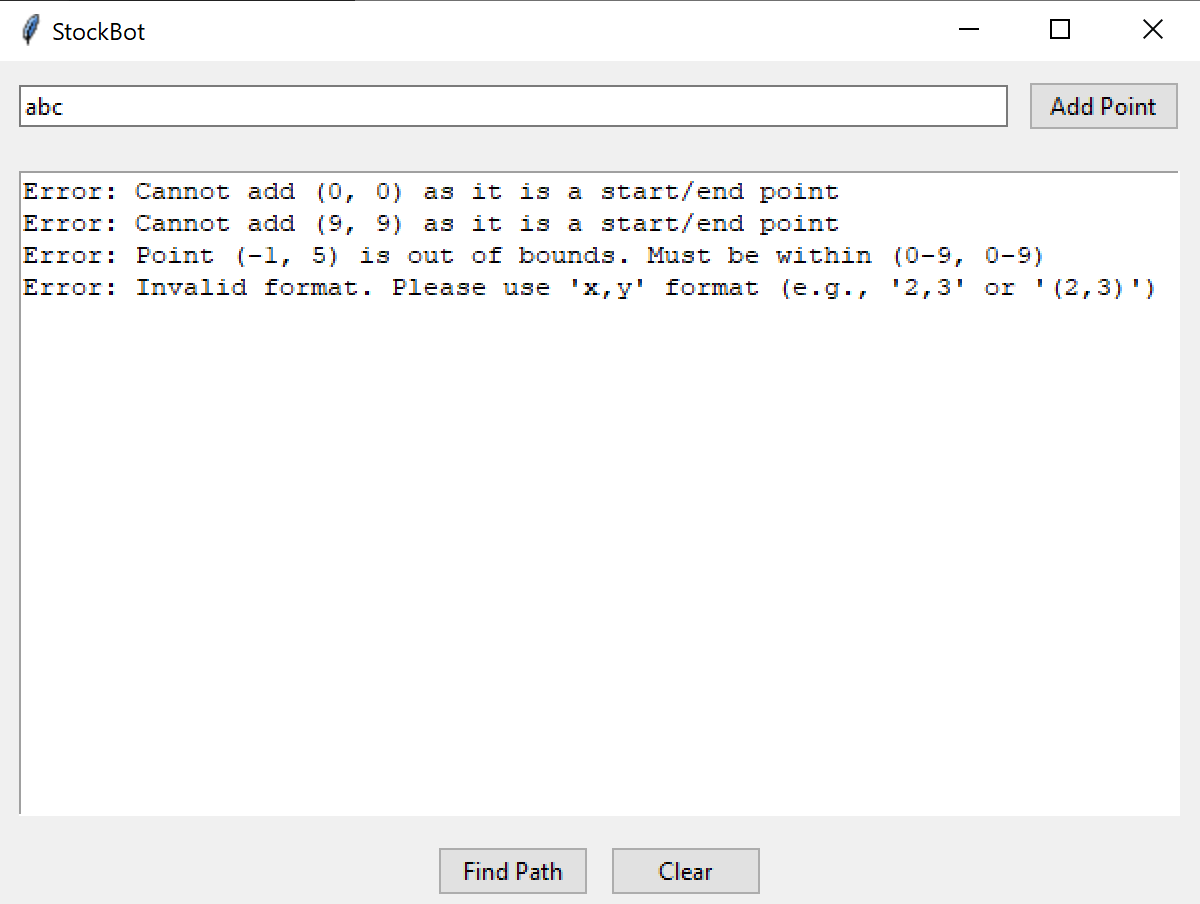 StockBot
abc
Add Point
Error: Cannot add (0, 0) as it is a start/end point
Error: Cannot add (9, 9) as it is a start/end point
Error: Point (-1, 5) is out of bounds. Must be within (0-9, 0-9)
Error: Invalid format. Please use 'x,y' format (e.g., '2,3' or '(2,3)')
Find Path
Clear